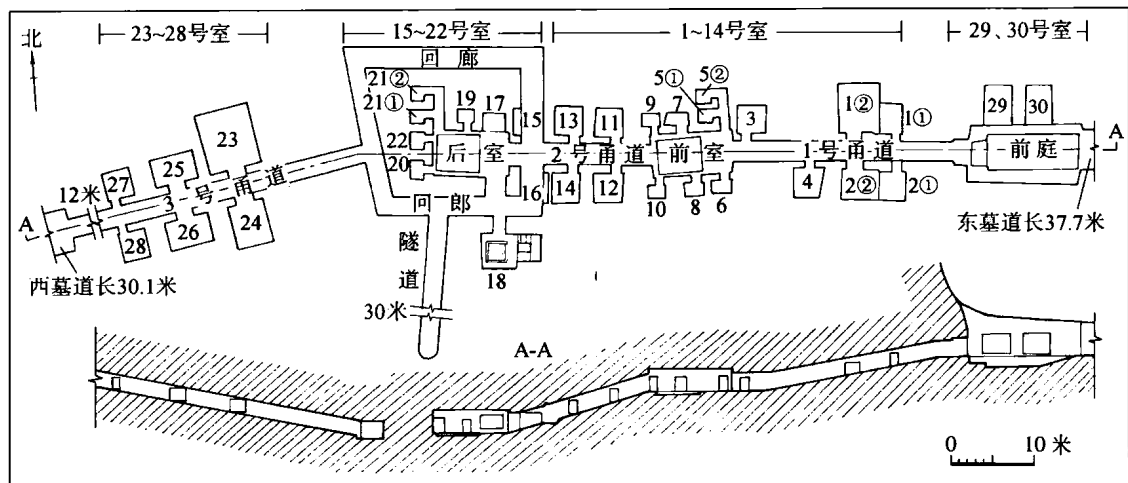 23~28号室
15~22号室
1~14号室
29、30号室
北
回廊
21②
21①
19
17
15
22
20
后室
16
回郎
18
隧道
30米
13
11
9
7
5①
5②
3
2号甬道
前室
14
12
10
8
6
1②
1①
1号甬道
4
2②
2①
29
30
前庭
A
东墓道长37.7米
23
25
27
12米
3号甬道
A
28
26
24
西墓道长30.1米
A-A
0 10米